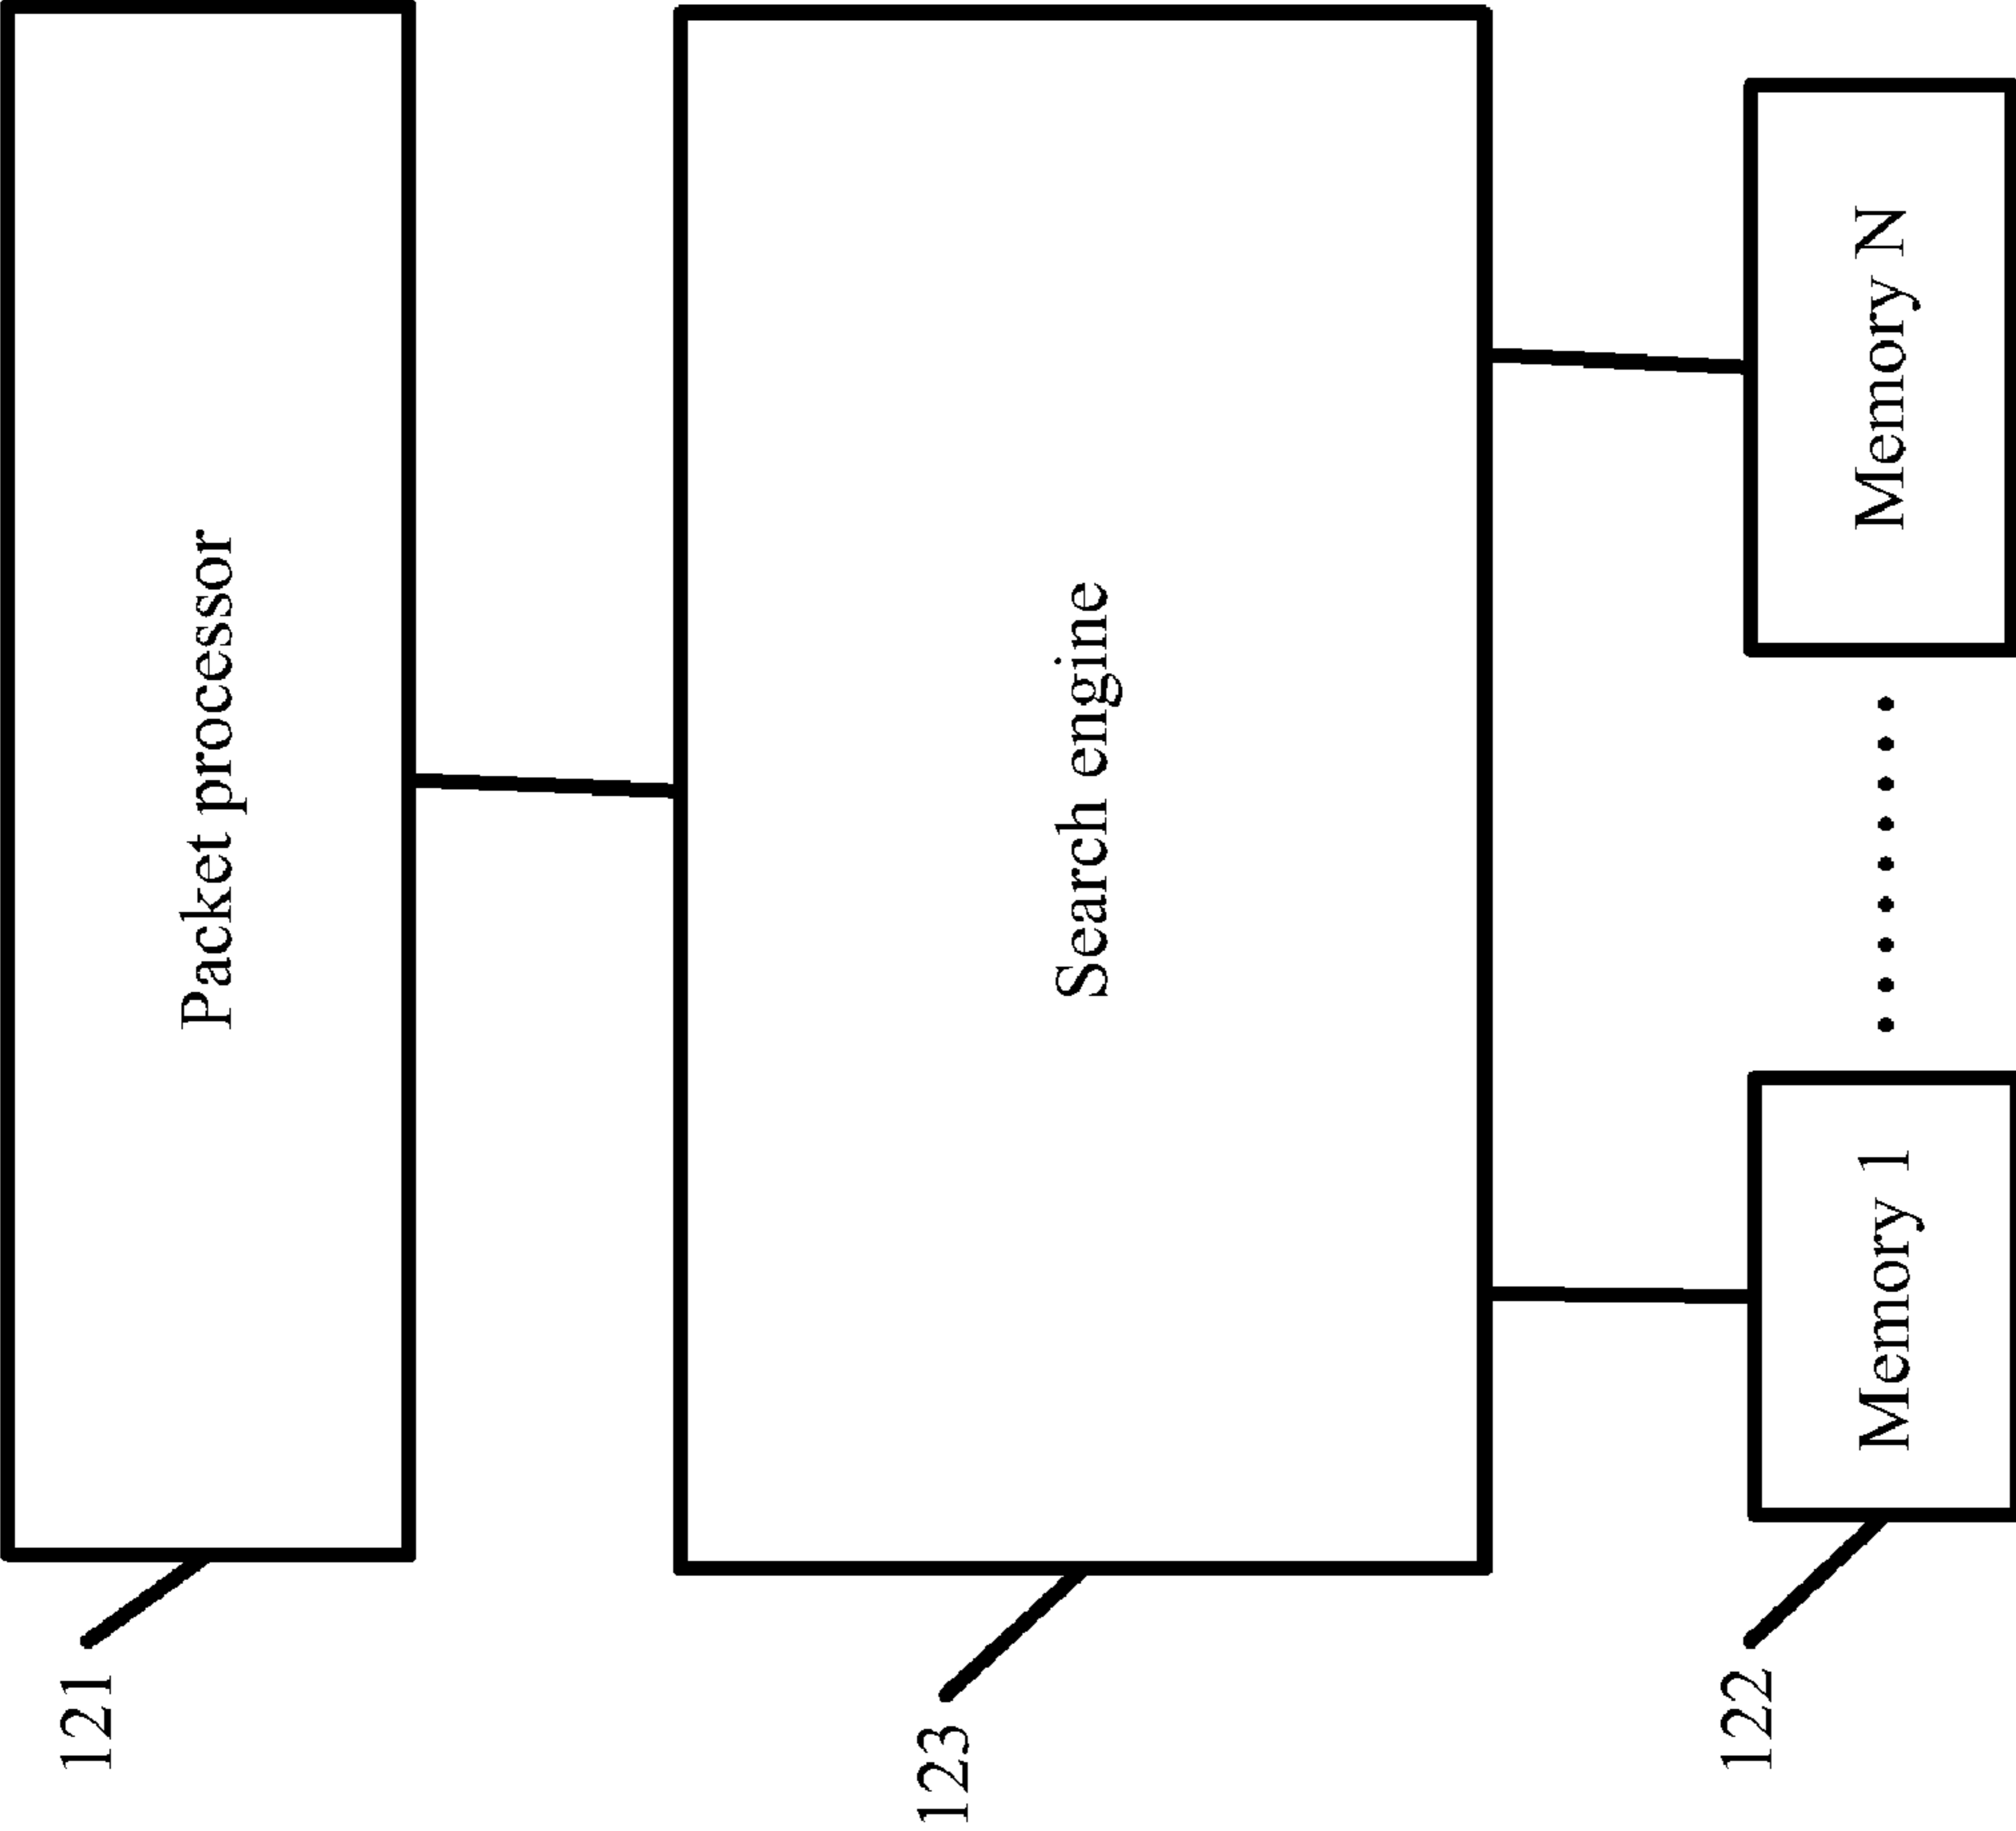 121
Packet processor
123
Search engine
122
Memory 1
Memory N